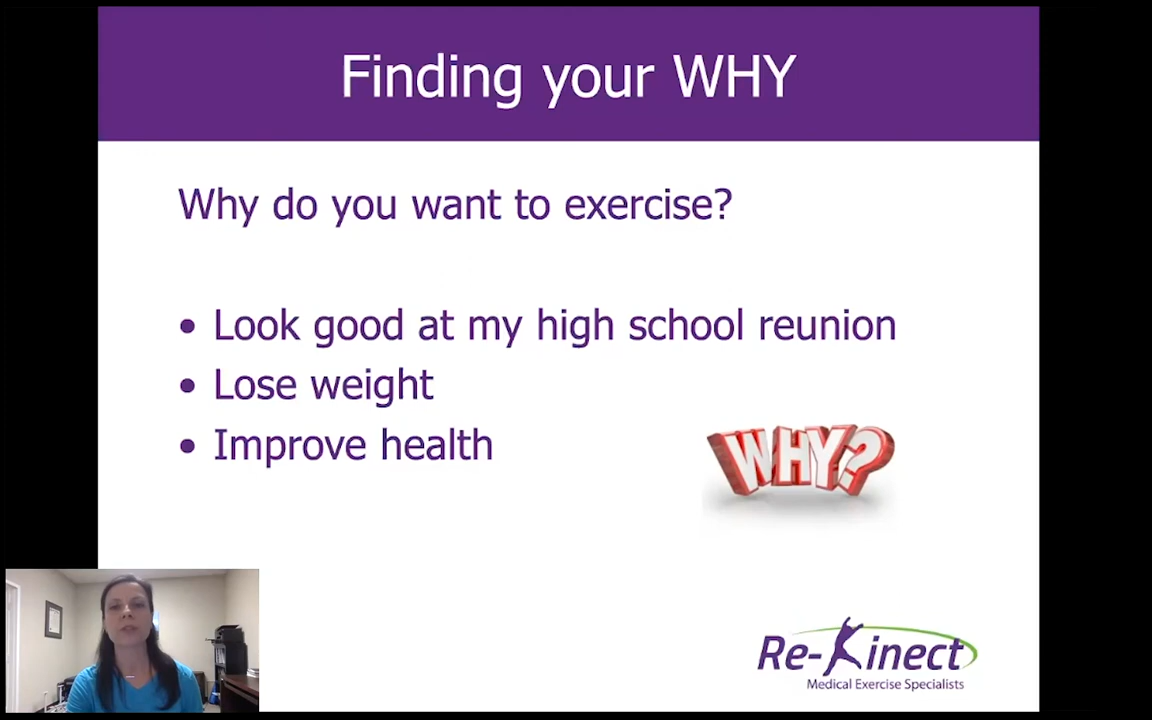 Finding your WHY
Why do you want to exercise?
• Look good at my high school reunion
• Lose weight
• Improve health
WHY?
Re-Kinect
Medical Exercise Specialists